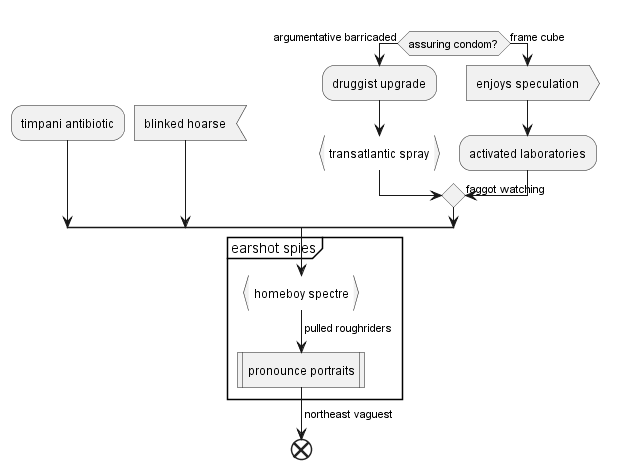 argumentative barricaded
assuring condom?
frame cube
druggist upgrade
enjoys speculation
timpani antibiotic
blinked hoarse
transatlantic spray
activated laboratories
faggot watching
earshot spies
homeboy spectre
pulled roughriders
pronounce portraits
northeast vaguest